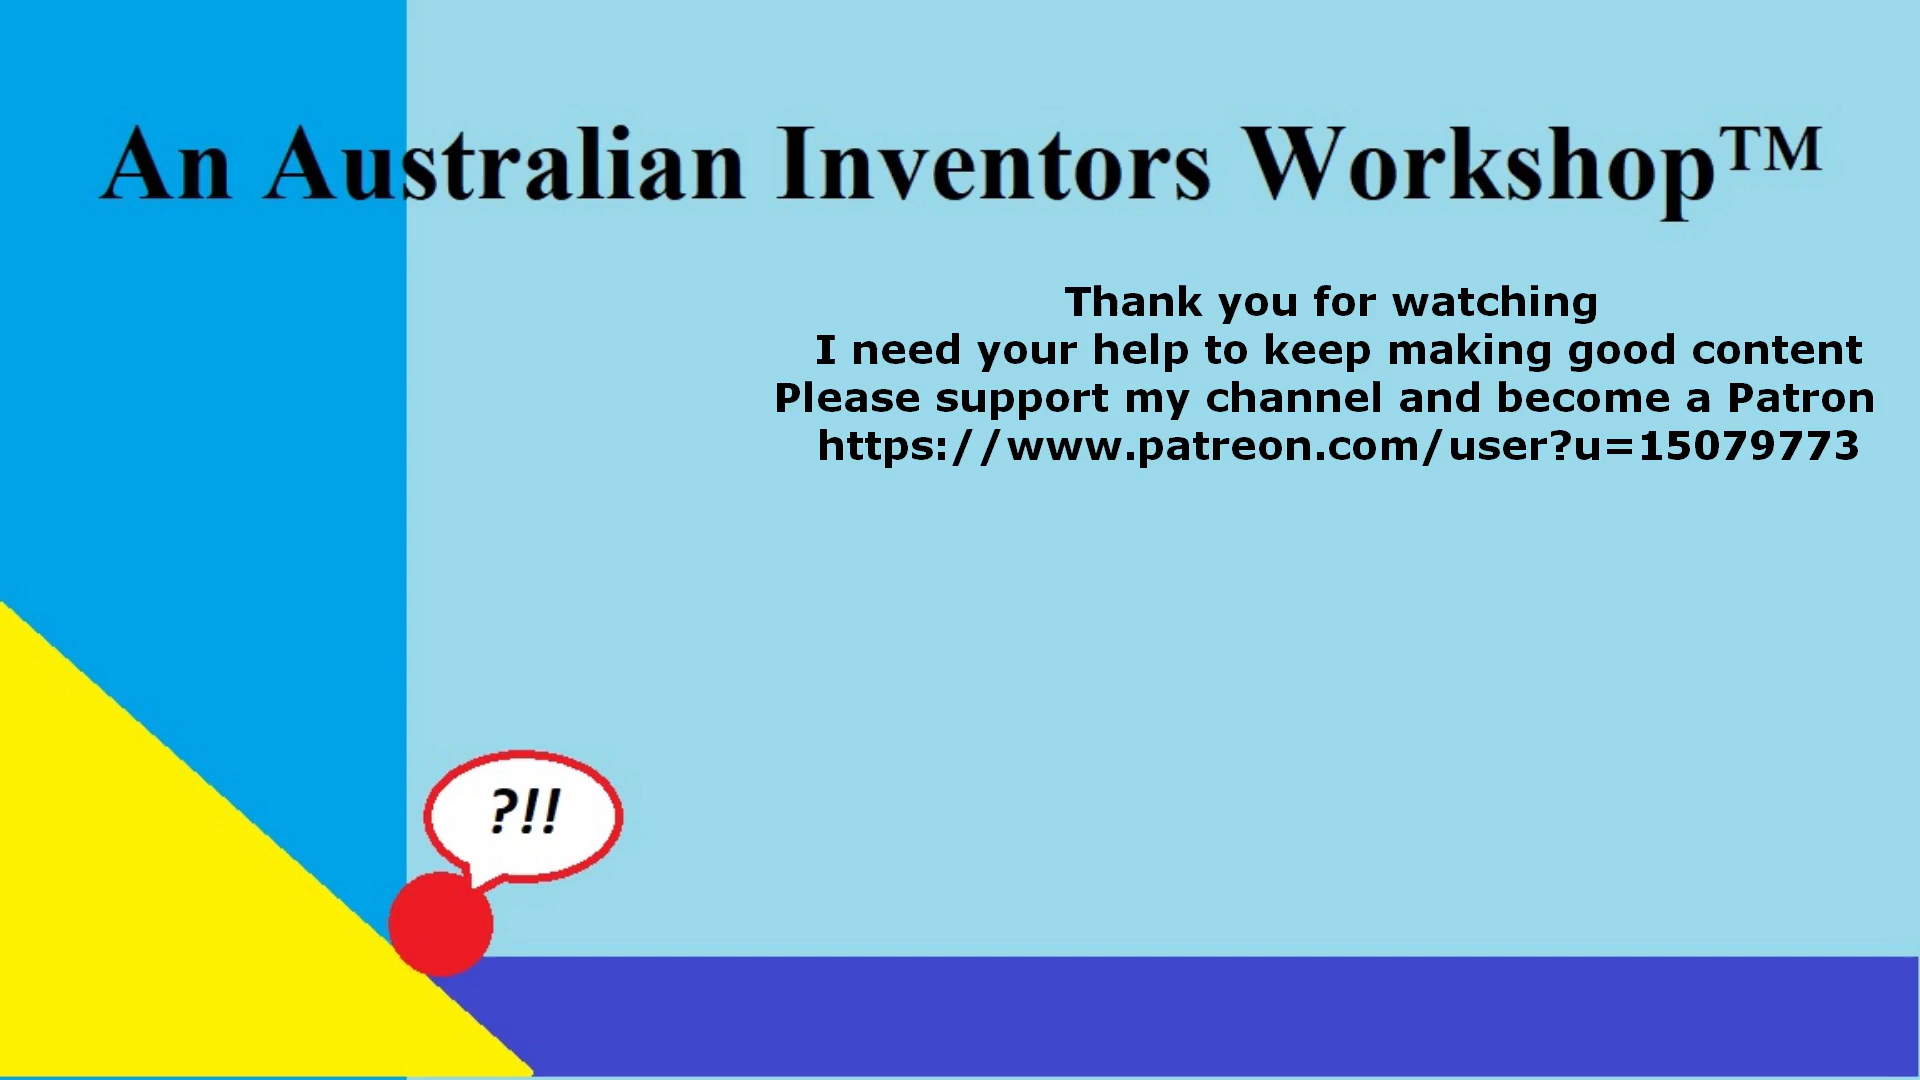 An Australian Inventors Workshop™
Thank you for watching
I need your help to keep making good content
Please support my channel and become a Patron
https://www.patreon.com/user?u=15079773
?!!